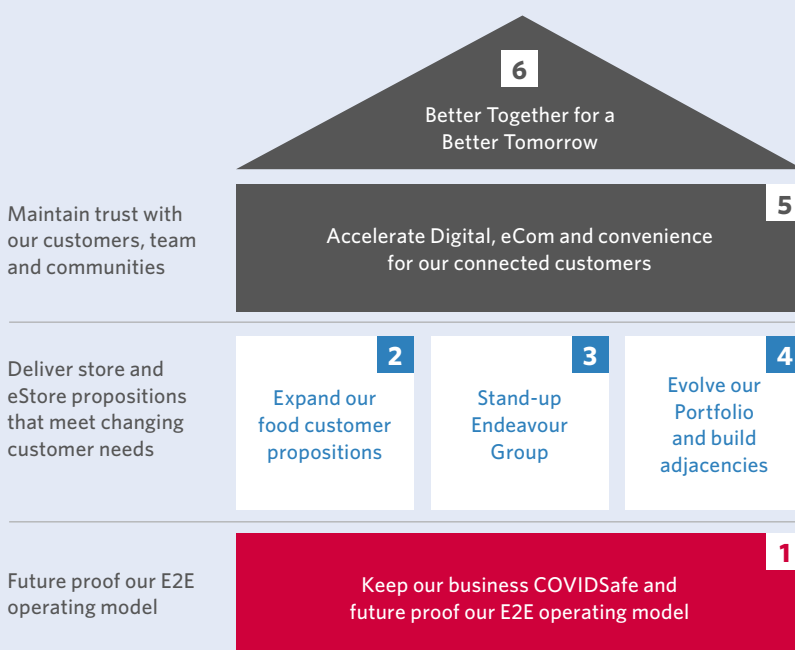 6
Better Together for a
Better Tomorrow
Maintain trust with
our customers, team
and communities
5
Accelerate Digital, eCom and convenience
for our connected customers
Deliver store and
eStore propositions
that meet changing
customer needs
2
Expand our
food customer
propositions
3
Stand-up
Endeavour
Group
4
Evolve our
Portfolio
and build
adjacencies
Future proof our E2E
operating model
1
Keep our business COVIDSafe and
future proof our E2E operating model